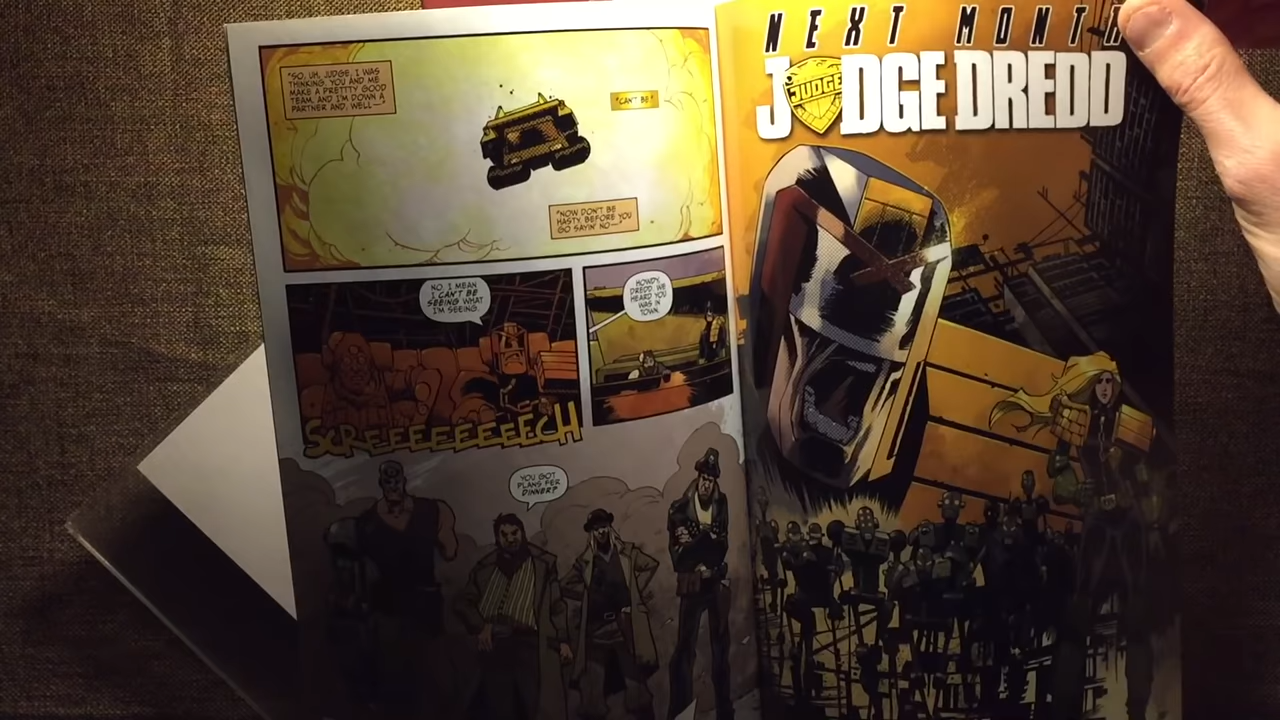 "SO, UH, JUDGE, I WAS
THINKING, YOU AND ME
MAKE A PRETTTY GOOD
TEAM, AND I'M DOWN A
PARTNER AND, WELL—"
"CAN'T BE."
"NOW DON'T BE
HASTY. BEFORE YOU
GO SAYIN' NO—"
NO, I MEAN
I CAN'T BE
SEEING WHAT
I'M SEEING.
HOWDY,
DREDD. WE
HEARD YOU
WAS IN
TOWN.
SCREEEEEEEECH
YOU GOT
PLANS FER
DINNER?
NEXT MONTH
JUDGE DREDD
JUDGE